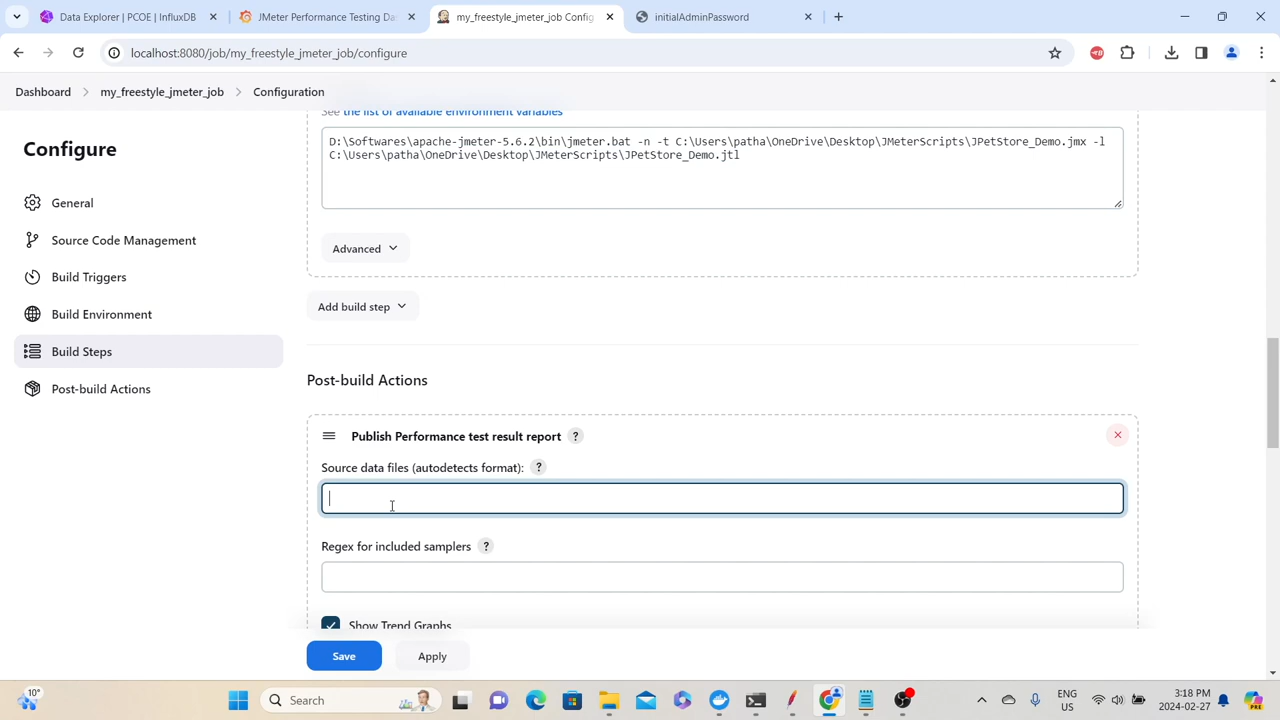 Data Explorer | PCOE | InfluxDB
JMeter Performance Testing Da
my_freestyle_jmeter_job Config
initialAdminPassword
localhost:8080/job/my_freestyle_jmeter_job/configure
Dashboard > my_freestyle_jmeter_job > Configuration
See the list of available environment variables
Configure
D:\Softwares\apache-jmeter-5.6.2\bin\jmeter.bat -n -t C:\Users\patha\OneDrive\Desktop\JMeterScripts\JPetStore_Demo.jmx -l
C:\Users\patha\OneDrive\Desktop\JMeterScripts\JPetStore_Demo.jtl
General
Source Code Management
Build Triggers
Build Environment
Build Steps
Post-build Actions
Advanced
Add build step
Post-build Actions
Publish Performance test result report ?
Source data files (autodetects format): ?
Regex for included samplers ?
Show Trend Graphs
Save
Apply
10°
Search
ENG
US
3:18 PM
2024-02-27
PRE